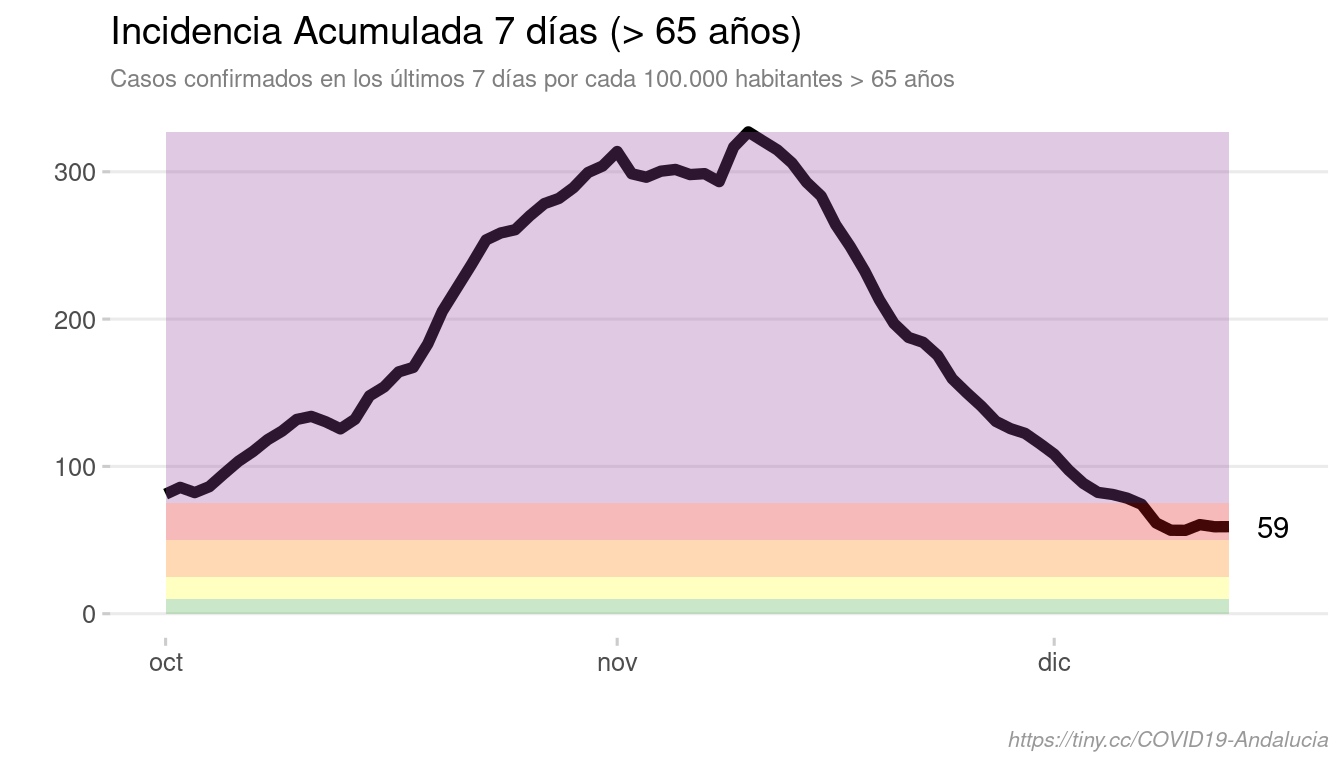 Incidencia Acumulada 7 días (> 65 años)
Casos confirmados en los últimos 7 días por cada 100.000 habitantes > 65 años
300
200
100
0
59
oct nov dic
https://tiny.cc/COVID19-Andalucia